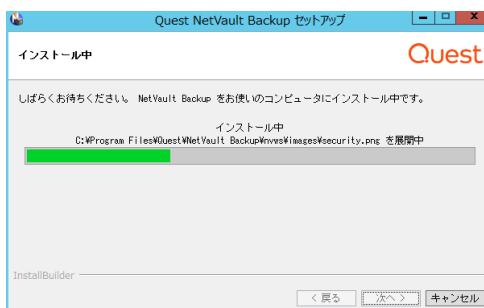 Quest NetVault Backup セットアップ
インストール中
Quest
しばらくお待ちください。 NetVault Backup をお使いのコンピュータにインストール中です。
インストール中
C:¥Program Files¥Quest¥NetVault Backup¥nvws¥images¥security.png を展開中
InstallBuilder
< 戻る
次へ >
キャンセル